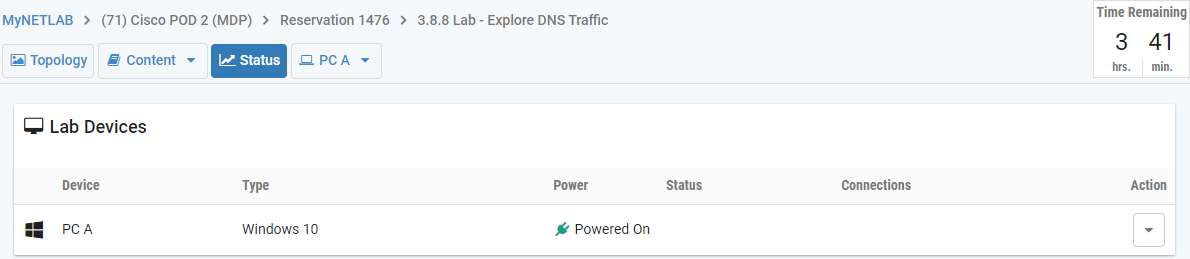 MyNETLAB > (71) Cisco POD 2 (MDP) > Reservation 1476 > 3.8.8 Lab - Explore DNS Traffic
Time Remaining
3 41
hrs. min.
Topology Content Status PC A
Lab Devices
Device Type Power Status Connections Action
PC A Windows 10 Powered On